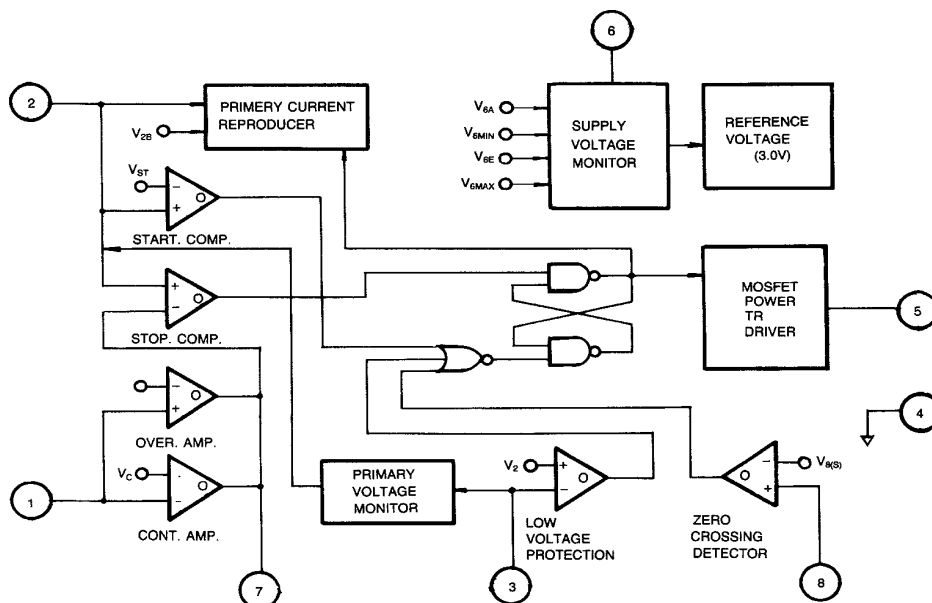 6
2
PRIMERY CURRENT
REPRODUCER
V2B
V6A
V6MIN
V6E
V6MAX
SUPPLY
VOLTAGE
MONITOR
REFERENCE
VOLTAGE
(3.0V)
VST
−
+
O
START. COMP.
+
−
O
STOP. COMP.
MOSFET
POWER
TR
DRIVER
5
−
+
O
OVER. AMP.
4
VC
-
−
O
CONT. AMP.
1
PRIMARY
VOLTAGE
MONITOR
V2
+
−
O
LOW
VOLTAGE
PROTECTION
−
+
O
V8(S)
ZERO
CROSSING
DETECTOR
7
3
8